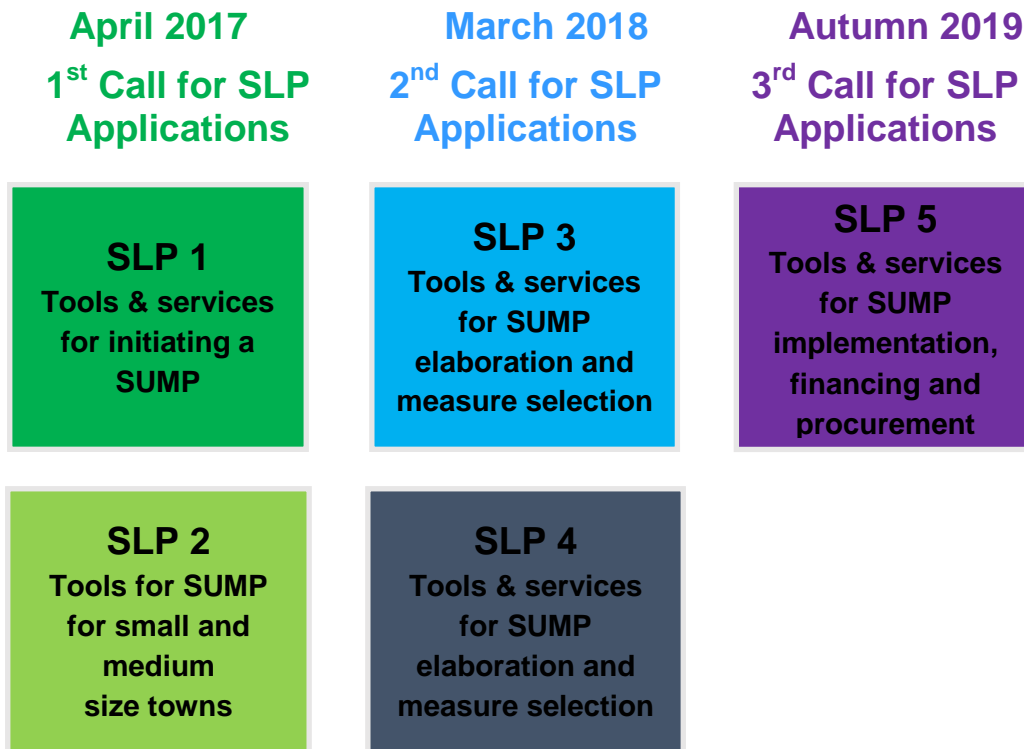 April 2017
1st Call for SLP
Applications
March 2018
2nd Call for SLP
Applications
Autumn 2019
3rd Call for SLP
Applications
SLP 1
Tools & services
for initiating a
SUMP
SLP 3
Tools & services
for SUMP
elaboration and
measure selection
SLP 5
Tools & services
for SUMP
implementation,
financing and
procurement
SLP 2
Tools for SUMP
for small and
medium
size towns
SLP 4
Tools & services
for SUMP
elaboration and
measure selection